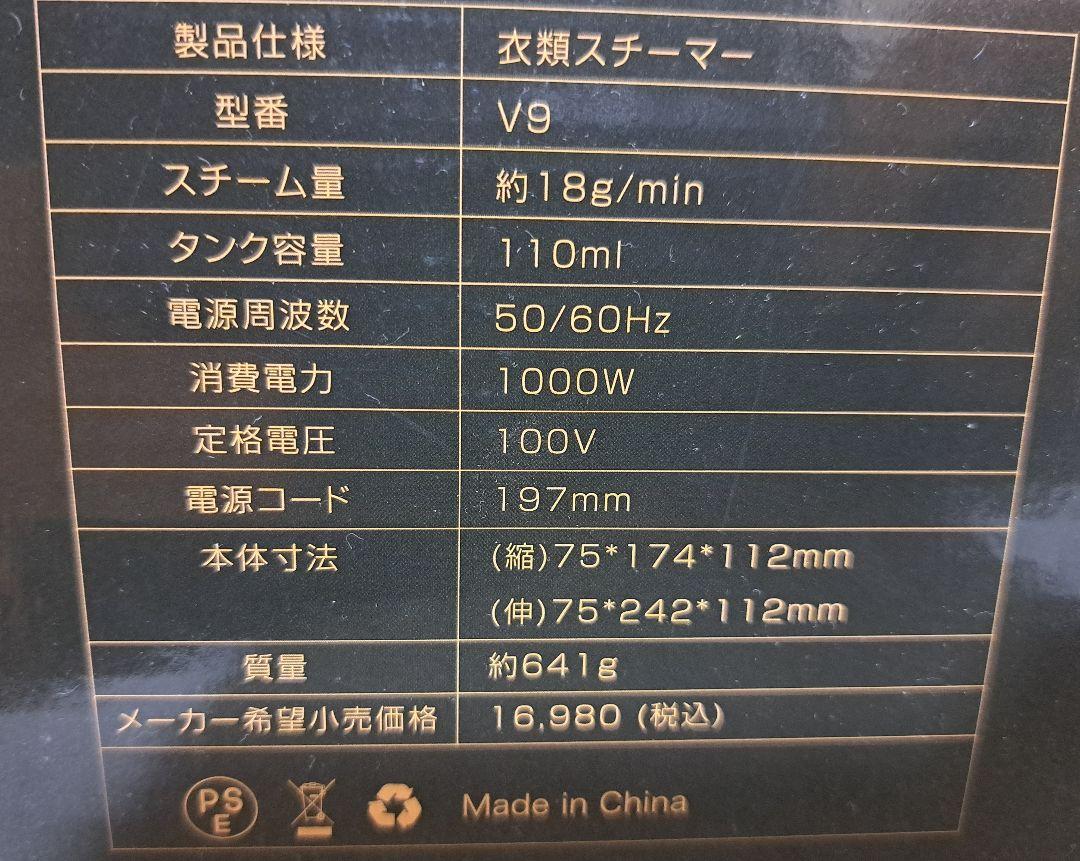 製品仕様 衣類スチーマー
型番 V9
スチーム量 約18g/min
タンク容量 110ml
電源周波数 50/60Hz
消費電力 1000W
定格電圧 100V
電源コード 197mm
本体寸法 (縮)75*174*112mm
(伸)75*242*112mm
質量 約641g
メーカー希望小売価格 16,980 (税込)
PS
E
Made in China